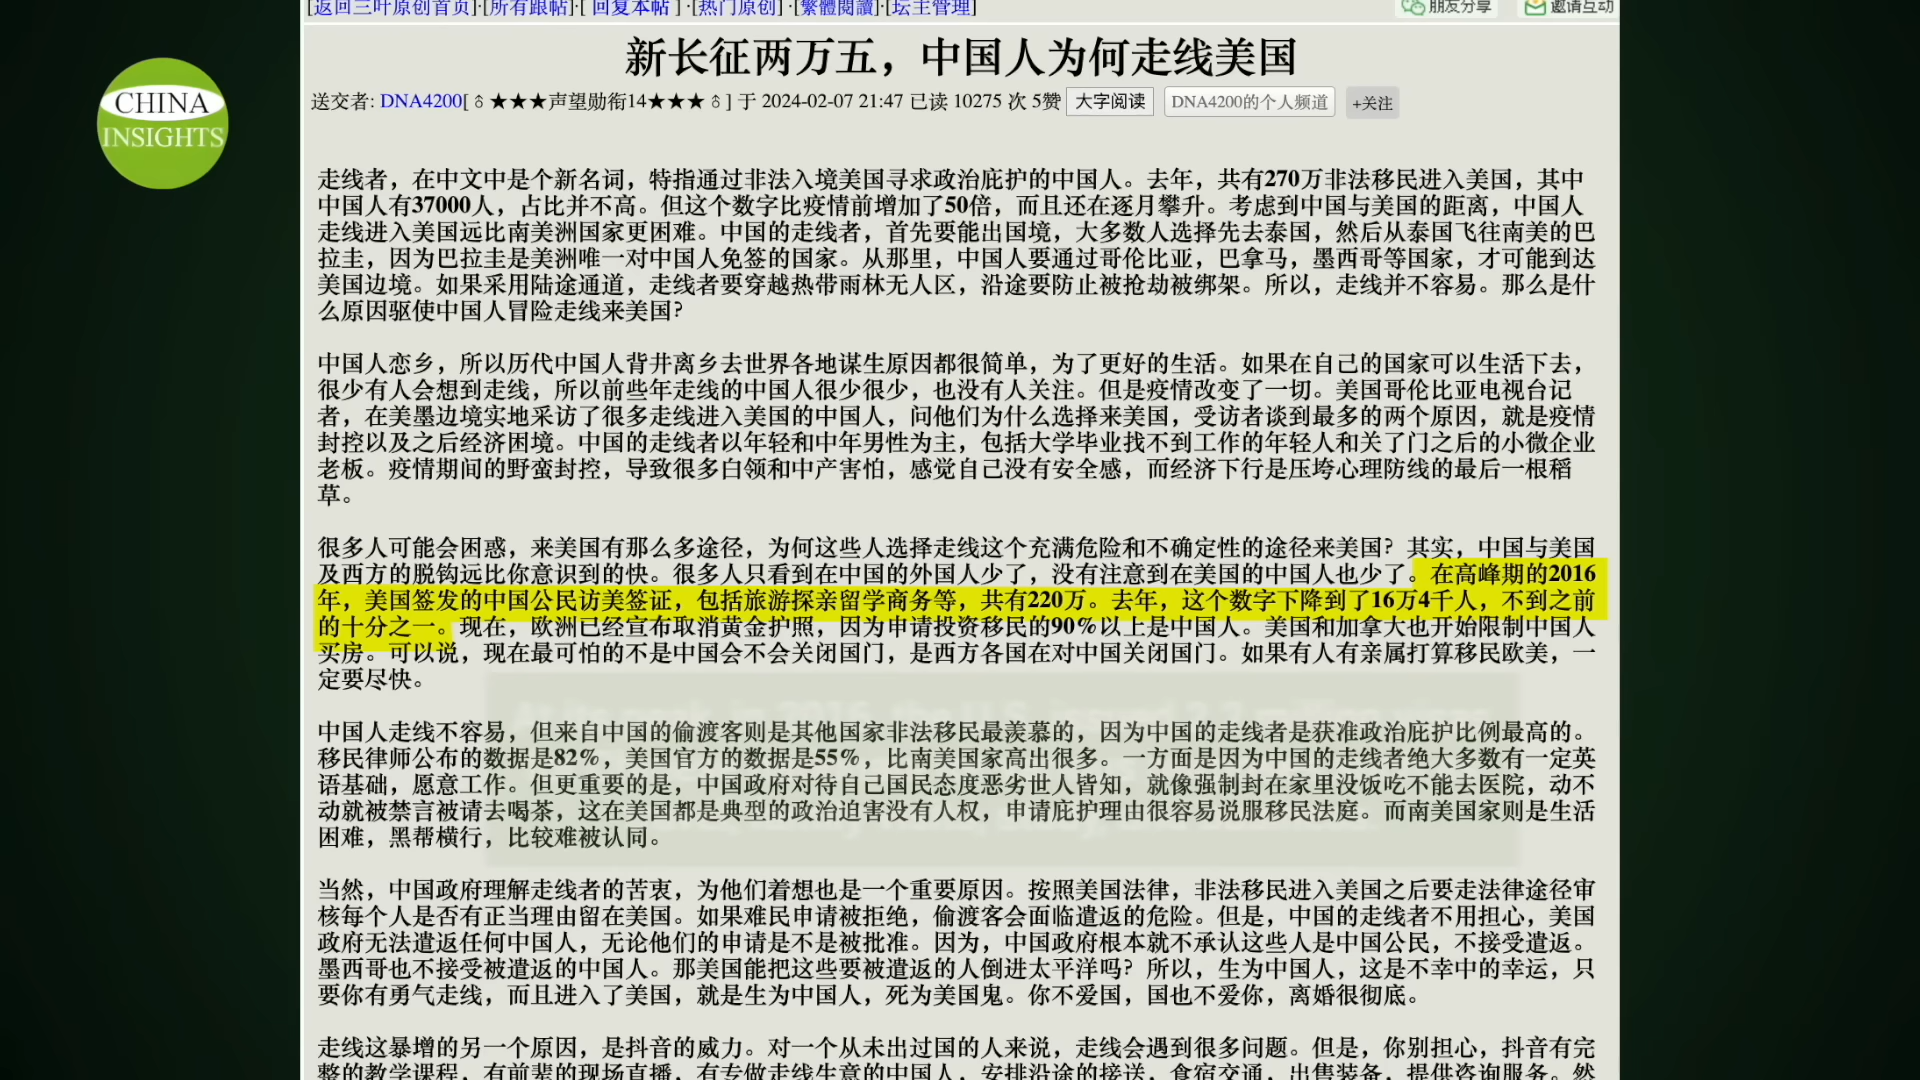 [返回三叶原创首页]·[所有跟帖]·[ 回复本帖 ] ·[热门原创] ·[繁體閱讀]·[坛主管理]
朋友分享
邀请互动
CHINA
INSIGHTS
新长征两万五，中国人为何走线美国
送交者: DNA4200[♂★★★声望勋衔14★★★♂] 于 2024-02-07 21:47 已读 10275 次 5赞 大字阅读 DNA4200的个人频道 +关注
走线者，在中文中是个新名词，特指通过非法入境美国寻求政治庇护的中国人。去年，共有270万非法移民进入美国，其中
中国人有37000人，占比并不高。但这个数字比疫情前增加了50倍，而且还在逐月攀升。考虑到中国与美国的距离，中国人
走线进入美国远比南美洲国家更困难。中国的走线者，首先要能出国境，大多数人选择先去泰国，然后从泰国飞往南美的巴
拉圭，因为巴拉圭是美洲唯一对中国人免签的国家。从那里，中国人要通过哥伦比亚，巴拿马，墨西哥等国家，才可能到达
美国边境。如果采用陆途通道，走线者要穿越热带雨林无人区，沿途要防止被抢劫被绑架。所以，走线并不容易。那么是什
么原因驱使中国人冒险走线来美国？
中国人恋乡，所以历代中国人背井离乡去世界各地谋生原因都很简单，为了更好的生活。如果在自己的国家可以生活下去，
很少有人会想到走线，所以前些年走线的中国人很少很少，也没有人关注。但是疫情改变了一切。美国哥伦比亚电视台记
者，在美墨边境实地采访了很多走线进入美国的中国人，问他们为什么选择来美国，受访者谈到最多的两个原因，就是疫情
封控以及之后经济困境。中国的走线者以年轻和中年男性为主，包括大学毕业找不到工作的年轻人和关了门之后的小微企业
老板。疫情期间的野蛮封控，导致很多白领和中产害怕，感觉自己没有安全感，而经济下行是压垮心理防线的最后一根稻
草。
很多人可能会困惑，来美国有那么多途径，为何这些人选择走线这个充满危险和不确定性的途径来美国？其实，中国与美国
及西方的脱钩远比你意识到的快。很多人只看到在中国的外国人少了，没有注意到在美国的中国人也少了。在高峰期的2016
年，美国签发的中国公民访美签证，包括旅游探亲留学商务等，共有220万。去年，这个数字下降到了16万4千人，不到之前
的十分之一。现在，欧洲已经宣布取消黄金护照，因为申请投资移民的90%以上是中国人。美国和加拿大也开始限制中国人
买房。可以说，现在最可怕的不是中国会不会关闭国门，是西方各国在对中国关闭国门。如果有人有亲属打算移民欧美，一
定要尽快。
中国人走线不容易，但来自中国的偷渡客则是其他国家非法移民最羡慕的，因为中国的走线者是获准政治庇护比例最高的。
移民律师公布的数据是82%，美国官方的数据是55%，比南美国家高出很多。一方面是因为中国的走线者绝大多数有一定英
语基础，愿意工作。但更重要的是，中国政府对待自己国民态度恶劣世人皆知，就像强制封在家里没饭吃不能去医院，动不
动就被禁言被请去喝茶，这在美国都是典型的政治迫害没有人权，申请庇护理由很容易说服移民法庭。而南美国家则是生活
困难，黑帮横行，比较难被认同。
当然，中国政府理解走线者的苦衷，为他们着想也是一个重要原因。按照美国法律，非法移民进入美国之后要走法律途径审
核每个人是否有正当理由留在美国。如果难民申请被拒绝，偷渡客会面临遣返的危险。但是，中国的走线者不用担心，美国
政府无法遣返任何中国人，无论他们的申请是不是被批准。因为，中国政府根本就不承认这些人是中国公民，不接受遣返。
墨西哥也不接受被遣返的中国人。那美国能把这些要被遣返的人倒进太平洋吗？所以，生为中国人，这是不幸中的幸运，只
要你有勇气走线，而且进入了美国，就是生为中国人，死为美国鬼。你不爱国，国也不爱你，离婚很彻底。
走线这暴增的另一个原因，是抖音的威力。对一个从未出过国的人来说，走线会遇到很多问题。但是，你别担心，抖音有完
整的教学课程，有前辈的现场直播，有专做走线生意的中国人，安排沿途的接送，食宿交通，出售装备，提供咨询服务。然